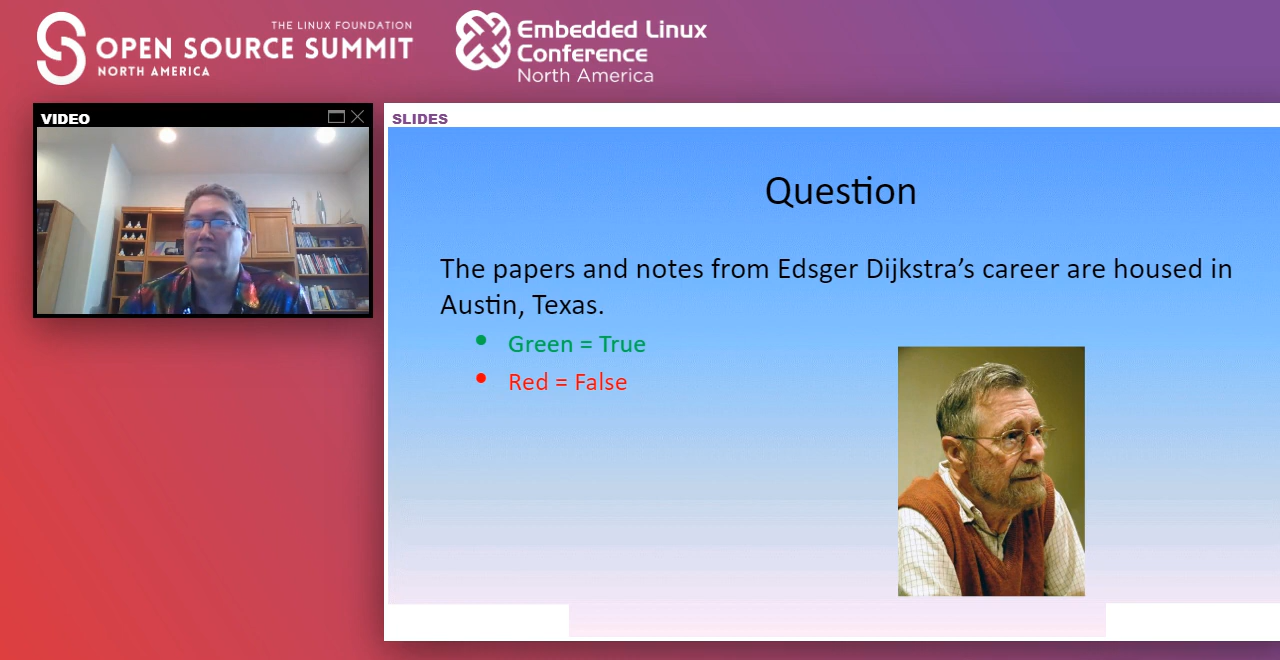 THE LINUX FOUNDATION
OPEN SOURCE SUMMIT
NORTH AMERICA
Embedded Linux
Conference
North America
VIDEO
SLIDES
Question
The papers and notes from Edsger Dijkstra’s career are housed in
Austin, Texas.
• Green = True
• Red = False